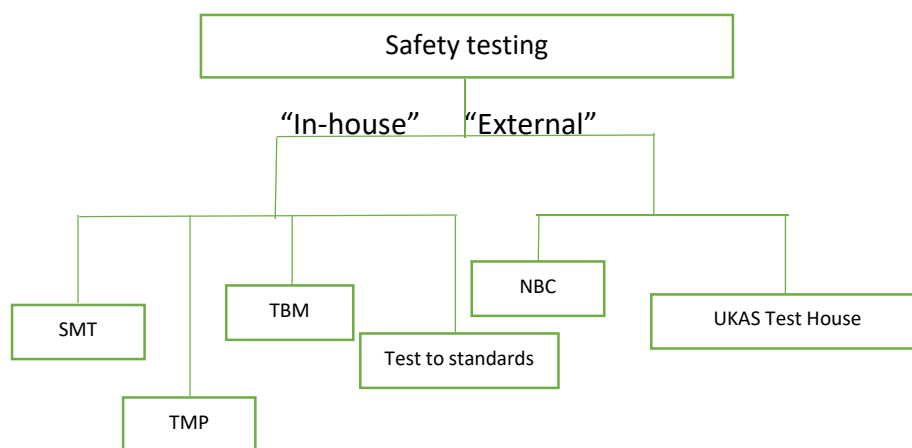 Safety testing
“In-house” “External”
NBC
TBM
UKAS Test House
SMT
Test to standards
TMP